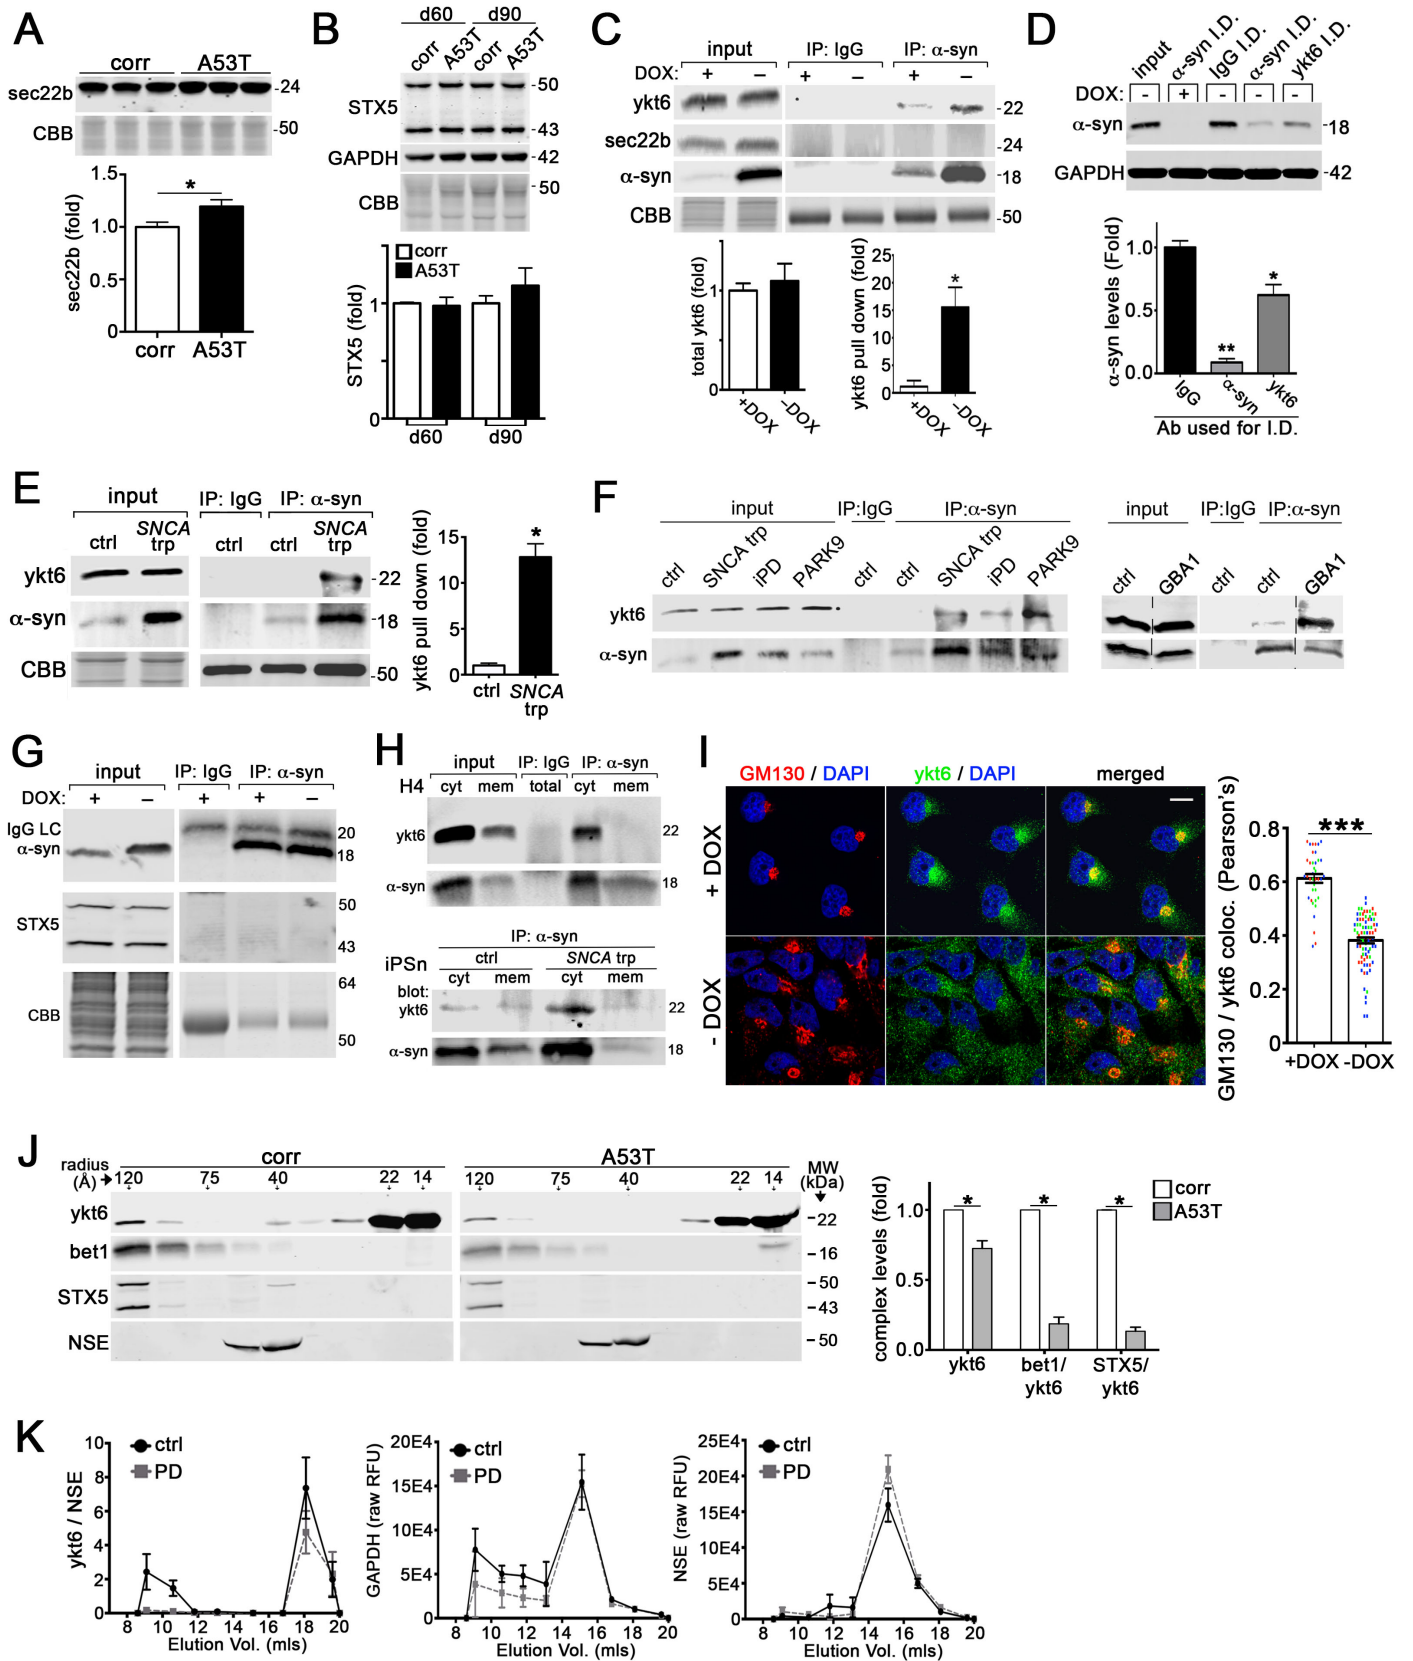 A
corr A53T
sec22b -24
CBB -50
sec22b (fold)
1.5
1.0
0.5
0
*
corr A53T
B
d60 d90
corr A53T corr A53T
STX5 -50
-43
GAPDH -42
CBB -50
STX5 (fold)
corr
A53T
1
0
d60 d90
C
input IP: IgG IP: α-syn
DOX: + – + – + –
ykt6 -22
sec22b -24
α-syn -18
CBB -50
total ykt6 (fold)
1
0
+DOX –DOX
ykt6 pull down (fold)
25
20
15
10
5
0
*
+DOX –DOX
D
input α-syn I.D. IgG I.D. α-syn I.D. ykt6 I.D.
DOX: - + - - -
α-syn -18
GAPDH -42
α-syn levels (Fold)
1.0
0.5
0.0
** *
IgG α-syn ykt6
Ab used for I.D.
E
input IP: IgG IP: α-syn
ctrl SNCA trp ctrl ctrl SNCA trp
ykt6 -22
α-syn -18
CBB -50
ykt6 pull down (fold)
15
10
5
0
*
ctrl SNCA
trp
F
input IP:IgG IP:α-syn
ctrl SNCA trp iPD PARK9 ctrl ctrl SNCA trp iPD PARK9
ykt6
α-syn
input IP:IgG IP:α-syn
ctrl GBA1 ctrl ctrl GBA1
G
input IP: IgG IP: α-syn
DOX: + – + + –
IgG LC 20
α-syn 18
STX5 50
43
CBB 64
50
H
input IP: IgG IP: α-syn
H4 cyt mem total cyt mem
ykt6 22
α-syn 18
IP: α-syn
iPSn ctrl SNCA trp
cyt mem cyt mem
blot:
ykt6 22
α-syn 18
I
GM130 / DAPI ykt6 / DAPI merged
+ DOX
- DOX
GM130 / ykt6 coloc. (Pearson's)
0.8
0.6
0.4
0.2
0
***
+DOX -DOX
J
corr A53T
radius
(Å) 120 75 40 22 14 120 75 40 22 14 MW
(kDa)
ykt6 -22
bet1 -16
STX5 -50
-43
NSE -50
complex levels (fold)
1.0
0.5
0.0
* * *
corr
A53T
ykt6 bet1/
ykt6 STX5/
ykt6
K
ykt6 / NSE
10
8
6
4
2
0
ctrl
PD
8 10 12 14 16 18 20
Elution Vol. (mls)
GAPDH (raw RFU)
20E4
15E4
10E4
5E4
0
ctrl
PD
8 10 12 14 16 18 20
Elution Vol. (mls)
NSE (raw RFU)
25E4
20E4
15E4
10E4
5E4
0
ctrl
PD
8 10 12 14 16 18 20
Elution Vol. (mls)